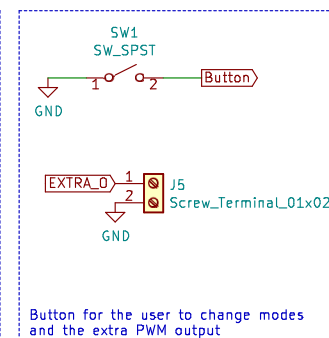 SW1
SW_SPST
1
2
Button
GND
EXTRA_O
1
2
J5
Screw_Terminal_01x02
GND
Button for the user to change modes
and the extra PWM output